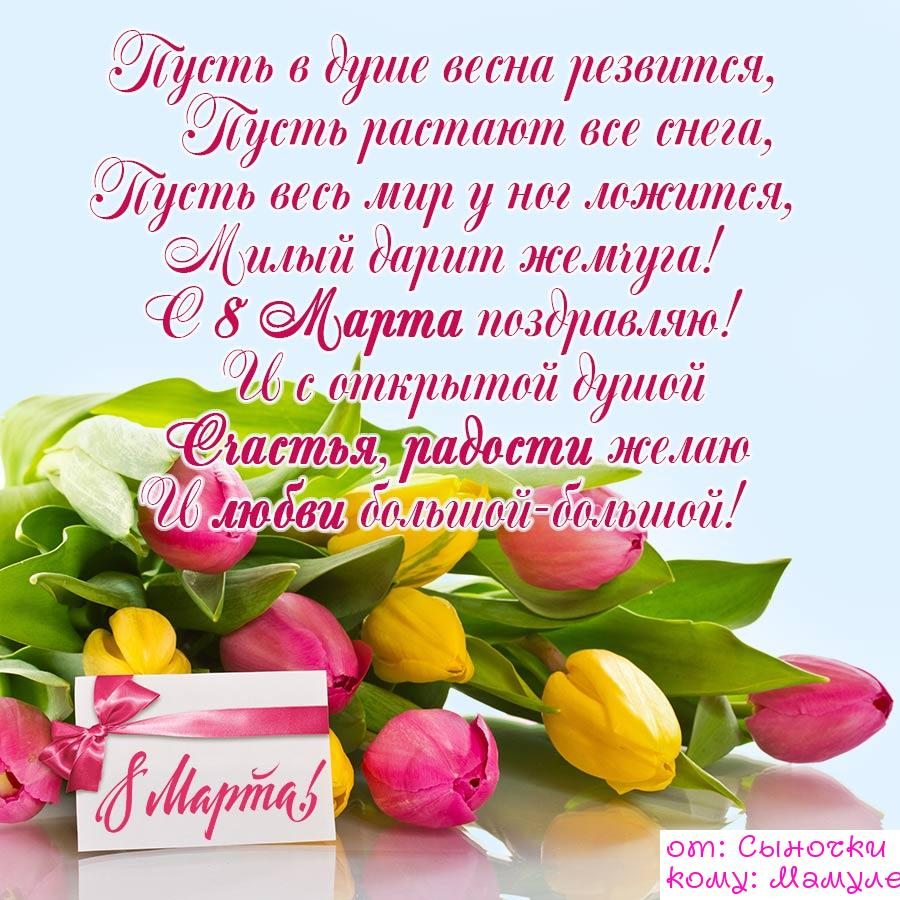 Пусть в душе весна резвится,
Пусть растают все снега,
Пусть весь мир у ног ложится,
Милый дарит жемчуга!
С 8 Марта поздравляю!
И с открытой душой
Счастья, радости желаю
И любви большой-большой!
8 Марта!
от: Сыночки
кому: Мамуле